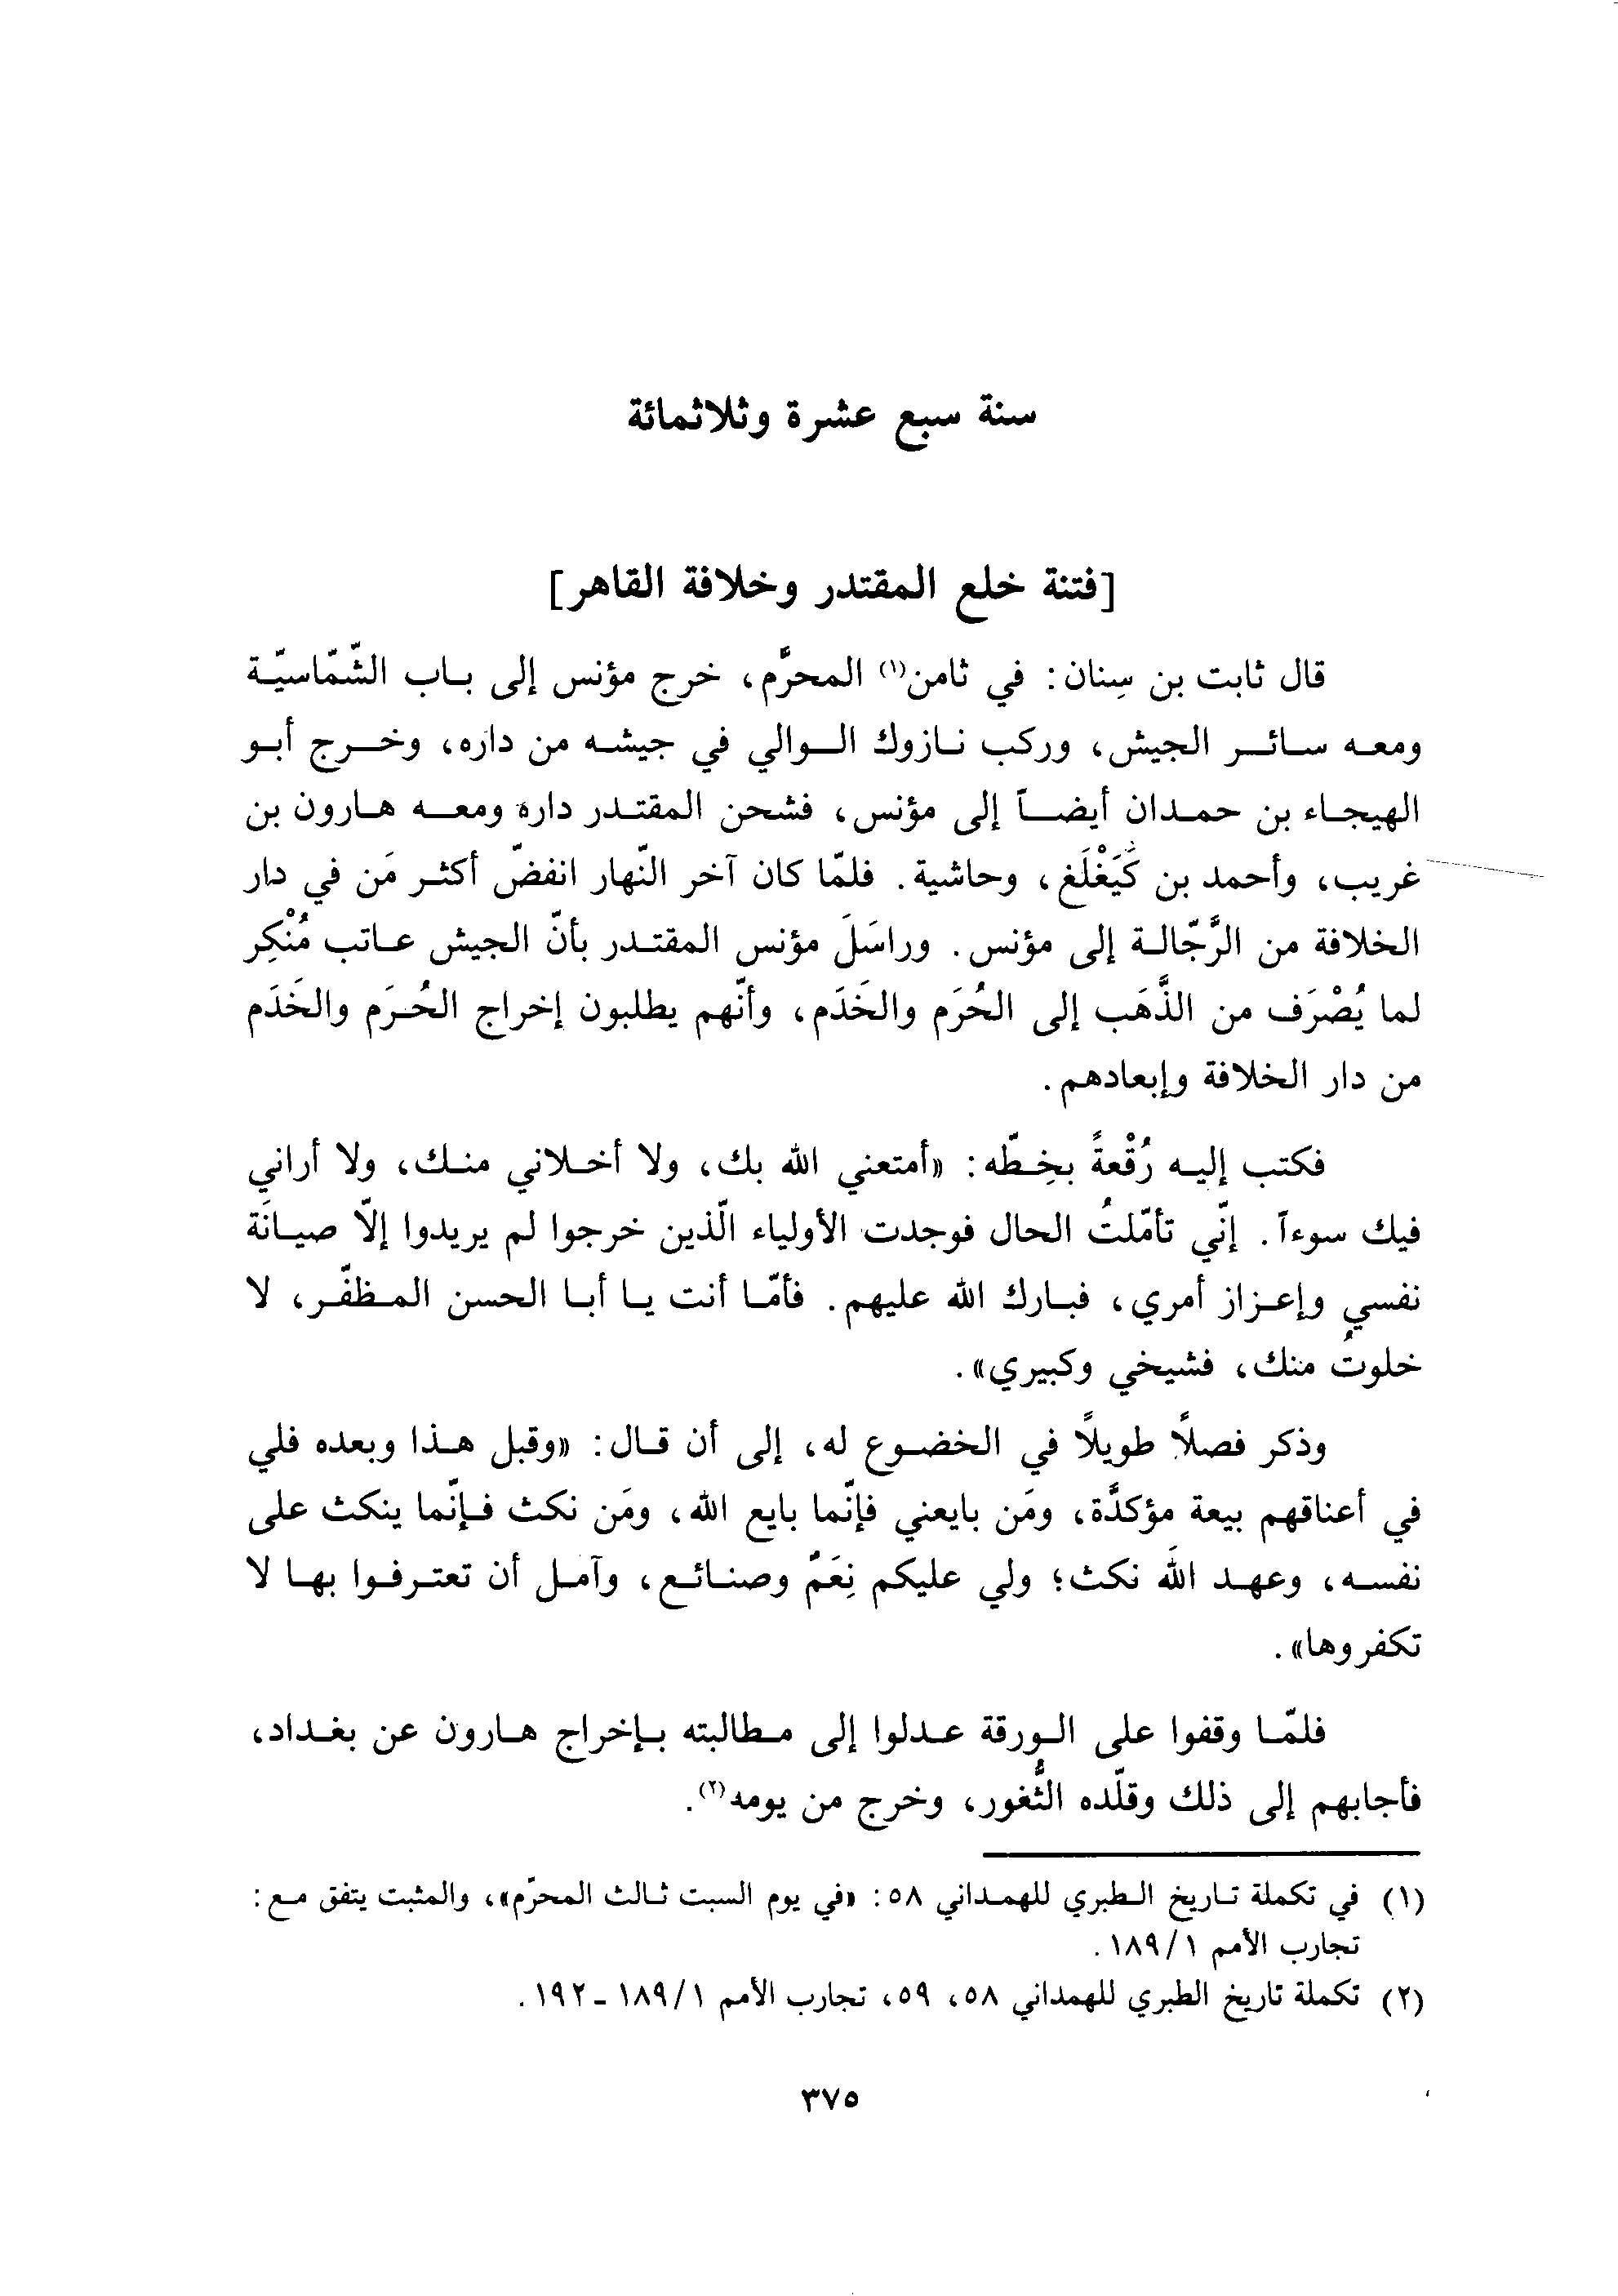 سنة سبع عشرة وثلاثمائة
[فتنة خلع المقتدر وخلافة القاهر]
قال ثابت بن سِنان: في ثامن(١) المحرَّم، خرج مؤنس إلى باب الشّمّاسيّة
ومعه سائر الجيش، وركب نازوك الوالي في جيشه من داره، وخرج أبو
الهيجاء بن حمدان أيضاً إلى مؤنس، فشحن المقتدر داره ومعه هارون بن
غريب، وأحمد بن كَيَغْلَغ، وحاشية. فلمّا كان آخر النّهار انفضّ أكثر مَن في دار
الخلافة من الرَّجّالة إلى مؤنس. وراسَلَ مؤنس المقتدر بأنّ الجيش عاتب مُنْكِر
لما يُصْرَف من الذَّهَب إلى الحُرَم والخَدَم، وأنّهم يطلبون إخراج الحُرَم والخَدَم
من دار الخلافة وإبعادهم.
فكتب إليه رُقْعةً بخِطّه: «أمتعني الله بك، ولا أخلاني منك، ولا أراني
فيك سوءاً. إنّي تأمّلتُ الحال فوجدت الأولياء الّذين خرجوا لم يريدوا إلّا صيانَة
نفسي وإعزاز أمري، فبارك الله عليهم. فأمّا أنت يا أبا الحسن المظفّر، لا
خلوتُ منك، فشيخي وكبيري».
وذكر فصلًا طويلًا في الخضوع له، إلى أن قال: «وقبل هذا وبعده فلي
في أعناقهم بيعة مؤكدَّة، ومَن بايعني فإنّما بايع الله، ومَن نكث فإنّما ينكث على
نفسه، وعهد اللهَ نكث؛ ولي عليكم نِعَمٌ وصنائع، وآمل أن تعترفوا بها لا
تكفروها».
فلمّا وقفوا على الورقة عدلوا إلى مطالبته بإخراج هارون عن بغداد،
فأجابهم إلى ذلك وقلّده الثُّغور، وخرج من يومه(٢).
(١) في تكملة تاريخ الطبري للهمداني ٥٨: «في يوم السبت ثالث المحرّم»، والمثبت يتفق مع:
تجارب الأمم ١/١٨٩.
(٢) تكملة تاريخ الطبري للهمداني ٥٨، ٥٩، تجارب الأمم ١/١٨٩ - ١٩٢.
٣٧٥